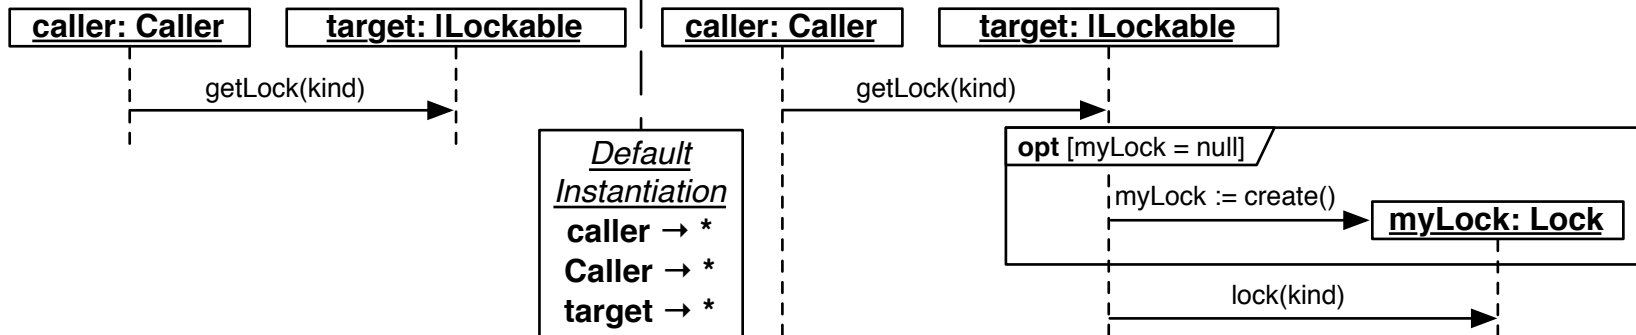 caller: Caller
target: ILockable
getLock(kind)
Default
Instantiation
caller → *
Caller → *
target → *
caller: Caller
target: ILockable
getLock(kind)
opt [myLock = null]
myLock := create()
myLock: Lock
lock(kind)